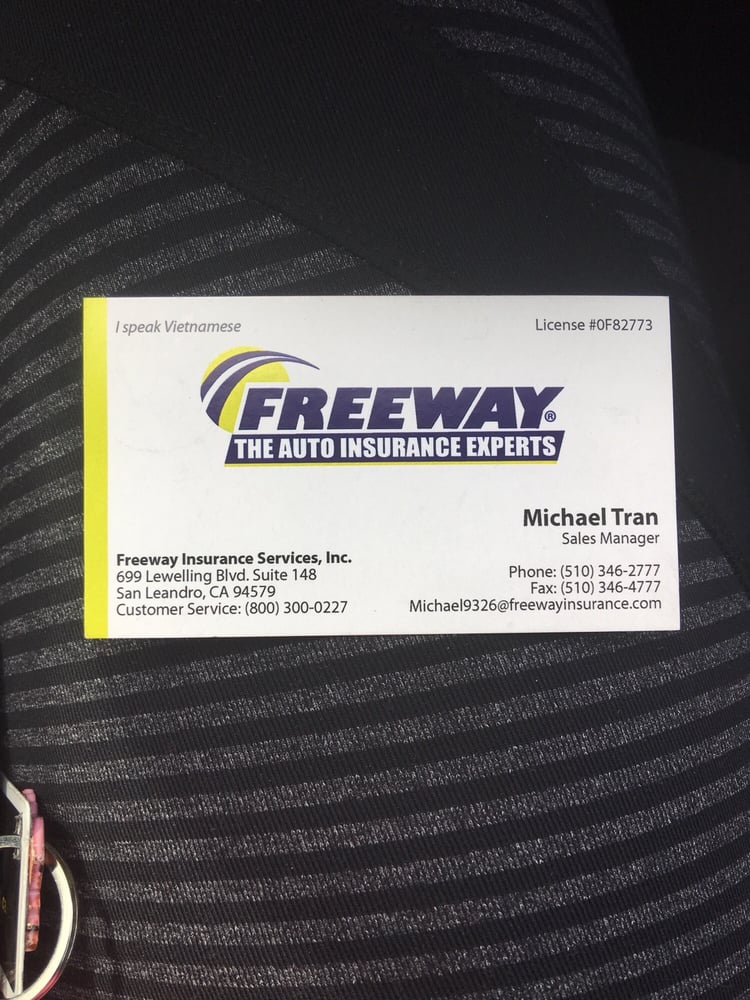 I speak Vietnamese
License #0F82773
FREEWAY®
THE AUTO INSURANCE EXPERTS
Michael Tran
Sales Manager
Freeway Insurance Services, Inc.
699 Lewelling Blvd. Suite 148
San Leandro, CA 94579
Customer Service: (800) 300-0227
Phone: (510) 346-2777
Fax: (510) 346-4777
Michael9326@freewayinsurance.com